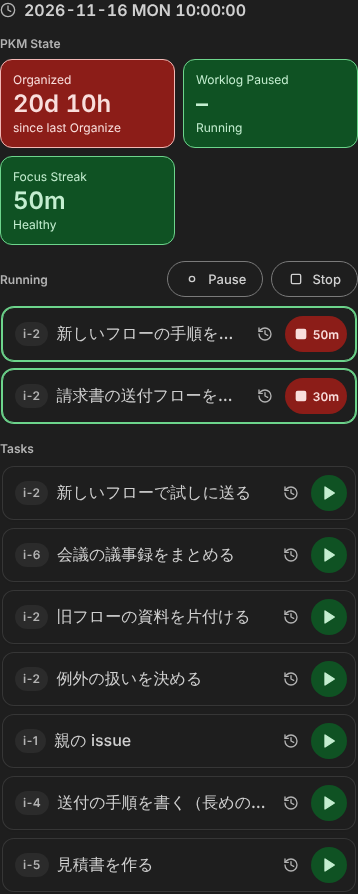 2026-11-16 MON 10:00:00
PKM State
Organized
20d 10h
since last Organize
Worklog Paused
–
Running
Focus Streak
50m
Healthy
Running
Pause
Stop
i-2 新しいフローの手順を… 50m
i-2 請求書の送付フローを… 30m
Tasks
i-2 新しいフローで試しに送る
i-6 会議の議事録をまとめる
i-2 旧フローの資料を片付ける
i-2 例外の扱いを決める
i-1 親の issue
i-4 送付の手順を書く（長めの…
i-5 見積書を作る